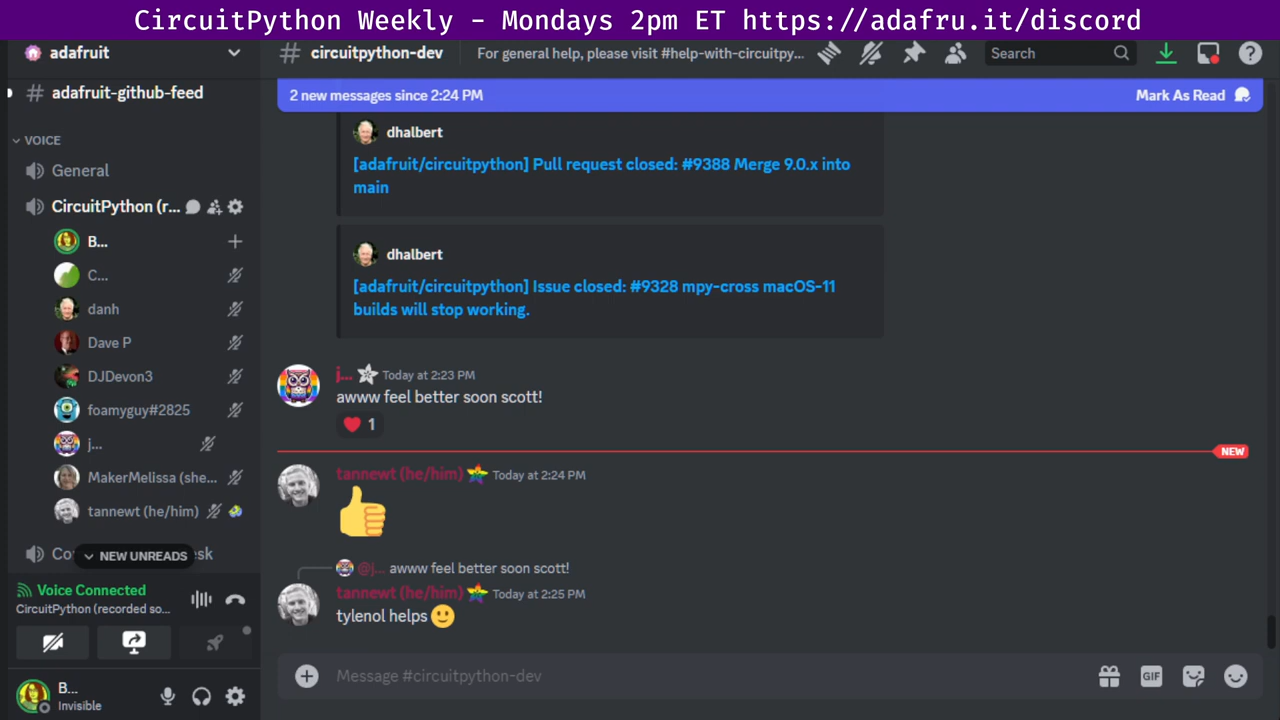 CircuitPython Weekly - Mondays 2pm ET https://adafru.it/discord
adafruit
adafruit-github-feed
VOICE
General
CircuitPython (r...
B...
C...
danh
Dave P
DJDevon3
foamyguy#2825
j...
MakerMelissa (she...
tannewt (he/him)
Co
NEW UNREADS
sk
Voice Connected
CircuitPython (recorded so...
B...
Invisible
circuitpython-dev
For general help, please visit #help-with-circuitpy...
Search
2 new messages since 2:24 PM
Mark As Read
dhalbert
[adafruit/circuitpython] Pull request closed: #9388 Merge 9.0.x into
main
dhalbert
[adafruit/circuitpython] Issue closed: #9328 mpy-cross macOS-11
builds will stop working.
j... Today at 2:23 PM
awww feel better soon scott!
1
NEW
tannewt (he/him) Today at 2:24 PM
@j... awww feel better soon scott!
tannewt (he/him) Today at 2:25 PM
tylenol helps
Message #circuitpython-dev
GIF